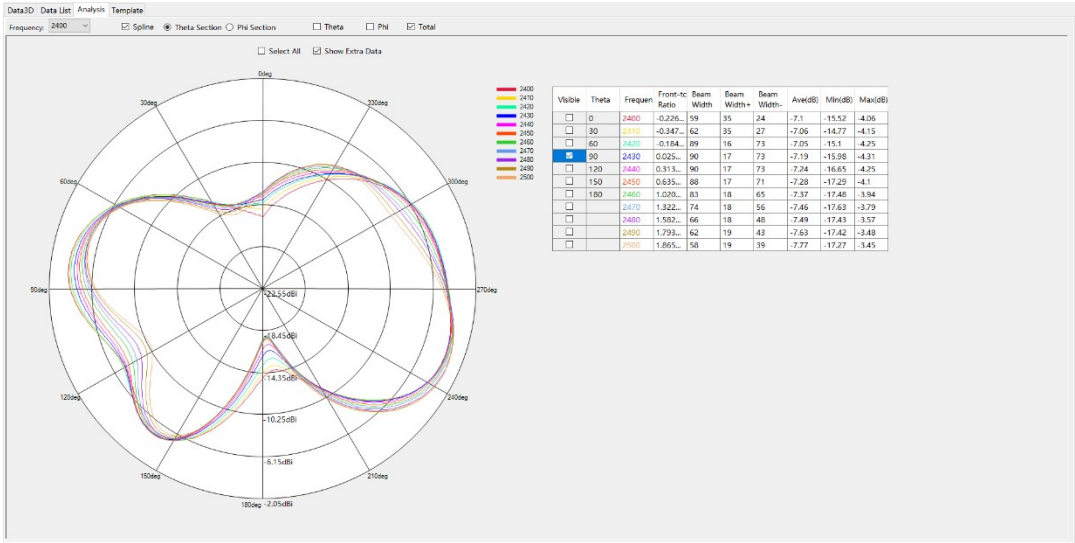 Data3D Data List Analysis Template
Frequency: 2400 Spline Theta Section Phi Section Theta Phi Total
Select All Show Extra Data
0deg
30deg
330deg
60deg
300deg
90deg
270deg
120deg
240deg
150deg
210deg
180deg
-22.55dBi
-18.45dBi
-14.35dBi
-10.25dBi
-6.15dBi
-2.05dBi
2400
2410
2420
2430
2440
2450
2460
2470
2480
2490
2500
Visible Theta Frequen Front-tc Ratio Beam Width Beam Width+ Beam Width- Ave(dB) Min(dB) Max(dB)
0 2400 -0.226... 59 35 24 -7.1 -15.52 -4.06
30 2410 -0.347... 62 35 27 -7.06 -14.77 -4.15
60 2420 -0.184... 89 16 73 -7.05 -15.1 -4.25
90 2430 0.025... 90 17 73 -7.19 -15.98 -4.31
120 2440 0.313... 90 17 73 -7.24 -16.65 -4.25
150 2450 0.635... 88 17 71 -7.28 -17.29 -4.1
180 2460 1.020... 83 18 65 -7.37 -17.48 -3.94
2470 1.322... 74 18 56 -7.46 -17.63 -3.79
2480 1.582... 66 18 48 -7.49 -17.43 -3.57
2490 1.793... 62 19 43 -7.63 -17.42 -3.48
2500 1.865... 58 19 39 -7.77 -17.27 -3.45